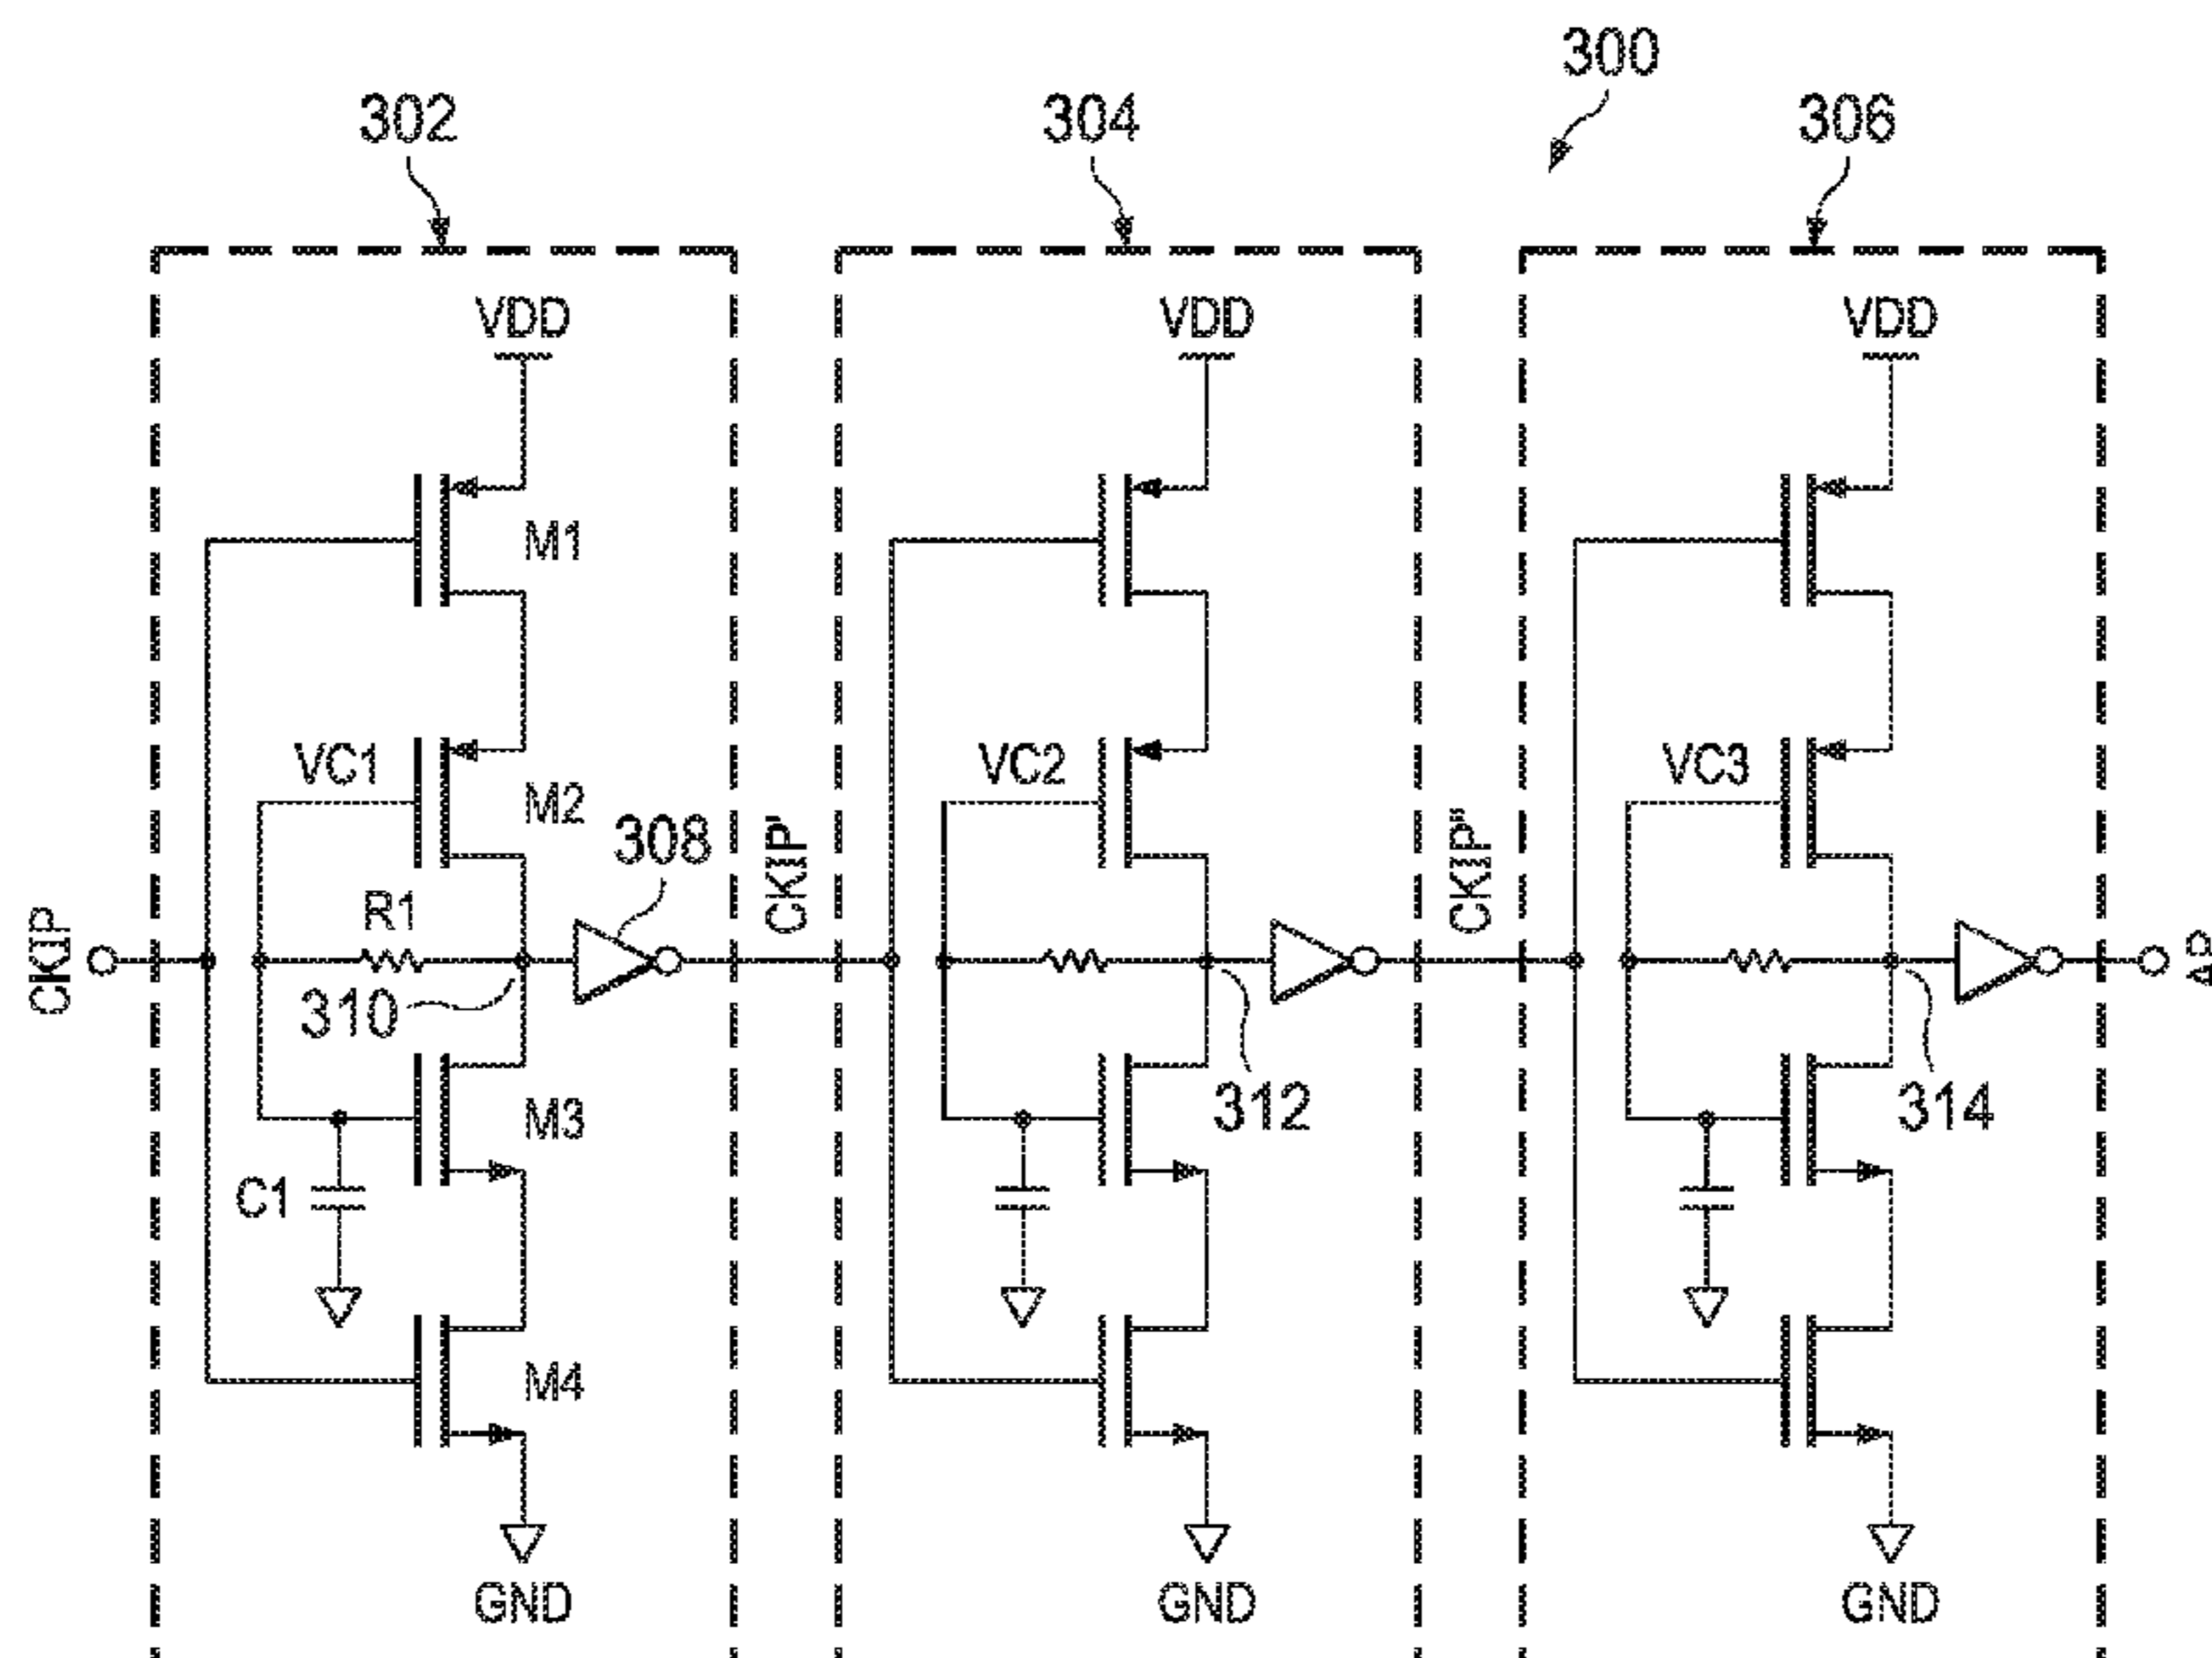 300
302
304
306
VDD
VDD
VDD
M1
VC1
M2
VC2
VC3
308
CKIP
R1
CKIP'
CKIP"
310
M3
312
314
C1
M4
GND
GND
GND